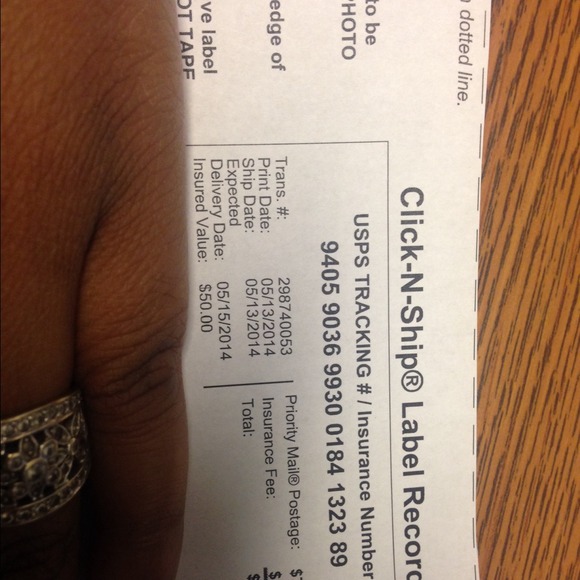 n dotted line.
to be
PHOTO
edge of
ve label
OT TAPE
Click-N-Ship® Label Record
USPS TRACKING # / Insurance Number
9405 9036 9930 0184 1323 89
Trans. #: 298740053
Print Date: 05/13/2014
Ship Date: 05/13/2014
Expected
Delivery Date: 05/15/2014
Insured Value: $50.00
Priority Mail® Postage: $
Insurance Fee: $
Total: $